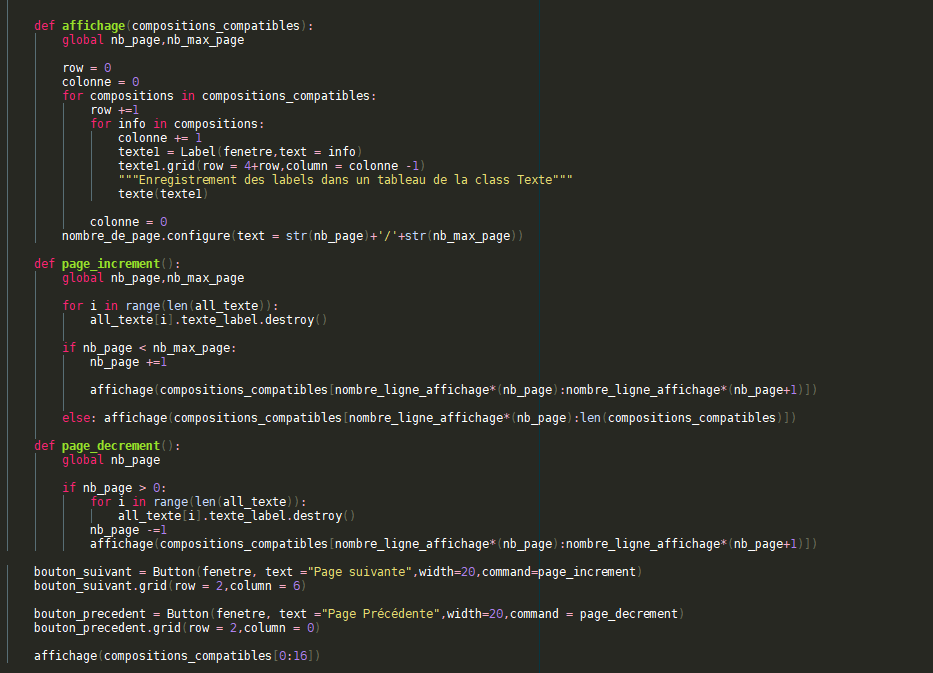 def affichage(compositions_compatibles):
global nb_page,nb_max_page
row = 0
colonne = 0
for compositions in compositions_compatibles:
row +=1
for info in compositions:
colonne += 1
texte1 = Label(fenetre,text = info)
texte1.grid(row = 4+row,column = colonne -1)
"""Enregistrement des labels dans un tableau de la class Texte"""
texte(texte1)
colonne = 0
nombre_de_page.configure(text = str(nb_page)+'/'+str(nb_max_page))
def page_increment():
global nb_page,nb_max_page
for i in range(len(all_texte)):
all_texte[i].texte_label.destroy()
if nb_page < nb_max_page:
nb_page +=1
affichage(compositions_compatibles[nombre_ligne_affichage*(nb_page):nombre_ligne_affichage*(nb_page+1)])
else: affichage(compositions_compatibles[nombre_ligne_affichage*(nb_page):len(compositions_compatibles)])
def page_decrement():
global nb_page
if nb_page > 0:
for i in range(len(all_texte)):
all_texte[i].texte_label.destroy()
nb_page -=1
affichage(compositions_compatibles[nombre_ligne_affichage*(nb_page):nombre_ligne_affichage*(nb_page+1)])
bouton_suivant = Button(fenetre, text ="Page suivante",width=20,command=page_increment)
bouton_suivant.grid(row = 2,column = 6)
bouton_precedent = Button(fenetre, text ="Page Précédente",width=20,command = page_decrement)
bouton_precedent.grid(row = 2,column = 0)
affichage(compositions_compatibles[0:16])